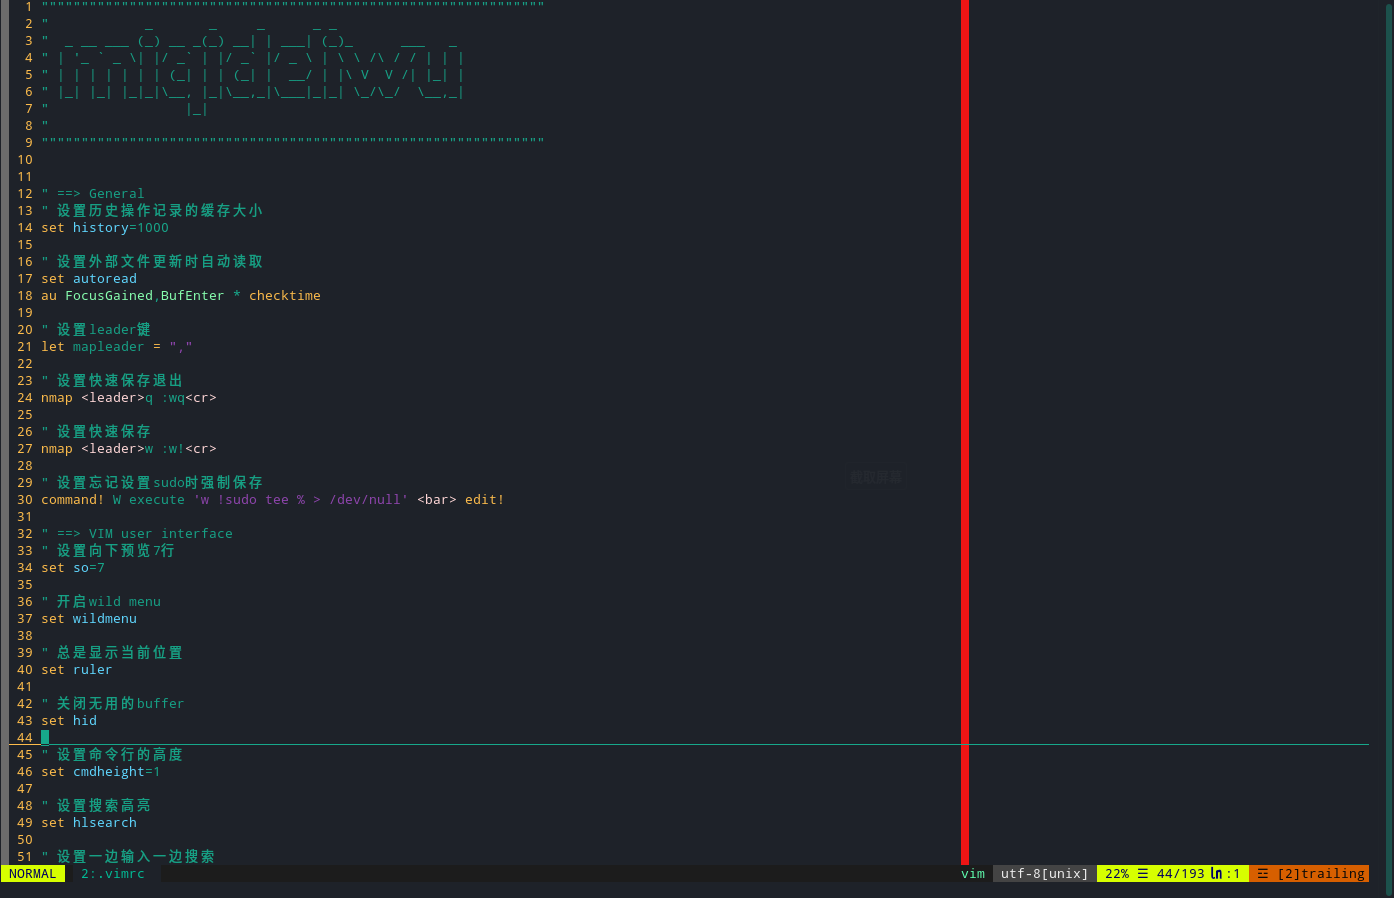 1 """""""""""""""""""""""""""""""""""""""""""""""""""""""""""""""
2 "            _       _     _      _ _
3 "  _ __ ___ (_) __ _(_) __| | ___| (_)_      ___   _
4 " | '_ ` _ \| |/ _` | |/ _` |/ _ \ | \ \ /\ / / | | |
5 " | | | | | | | (_| | | (_| |  __/ | |\ V  V /| |_| |
6 " |_| |_| |_|_|\__, |_|\__,_|\___|_|_| \_/\_/  \__,_|
7 "                 |_|
8 "
9 """""""""""""""""""""""""""""""""""""""""""""""""""""""""""""""
10
11
12 " ==> General
13 " 设置历史操作记录的缓存大小
14 set history=1000
15
16 " 设置外部文件更新时自动读取
17 set autoread
18 au FocusGained,BufEnter * checktime
19
20 " 设置leader键
21 let mapleader = ","
22
23 " 设置快速保存退出
24 nmap <leader>q :wq<cr>
25
26 " 设置快速保存
27 nmap <leader>w :w!<cr>
28
29 " 设置忘记设置sudo时强制保存
30 command! W execute 'w !sudo tee % > /dev/null' <bar> edit!
31
32 " ==> VIM user interface
33 " 设置向下预览7行
34 set so=7
35
36 " 开启wild menu
37 set wildmenu
38
39 " 总是显示当前位置
40 set ruler
41
42 " 关闭无用的buffer
43 set hid
44
45 " 设置命令行的高度
46 set cmdheight=1
47
48 " 设置搜索高亮
49 set hlsearch
50
51 " 设置一边输入一边搜索
NORMAL 2:.vimrc vim utf-8[unix] 22% ☰ 44/193 ㏑:1 ☲ [2]trailing